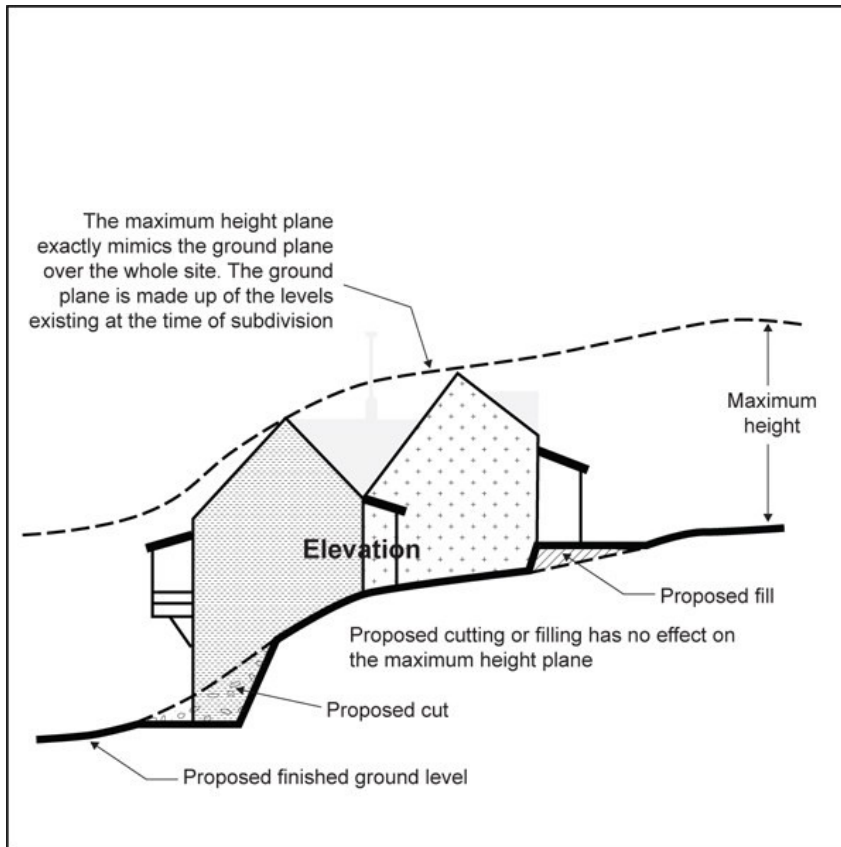 The maximum height plane
exactly mimics the ground plane
over the whole site. The ground
plane is made up of the levels
existing at the time of subdivision
Maximum
height
Elevation
Proposed fill
Proposed cutting or filling has no effect on
the maximum height plane
Proposed cut
Proposed finished ground level